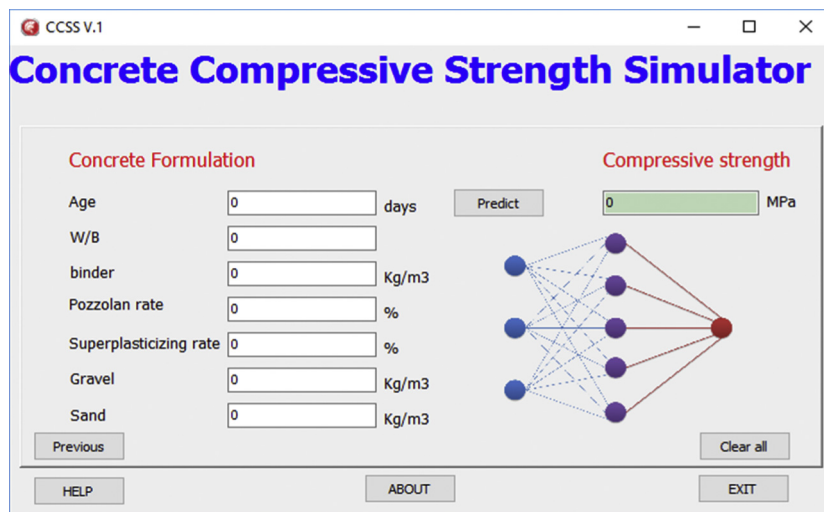 CCSS V.1
Concrete Compressive Strength Simulator
Concrete Formulation
Compressive strength
Age 0 days Predict 0 MPa
W/B 0
binder 0 Kg/m3
Pozzolan rate 0 %
Superplasticizing rate 0 %
Gravel 0 Kg/m3
Sand 0 Kg/m3
Previous Clear all
HELP ABOUT EXIT